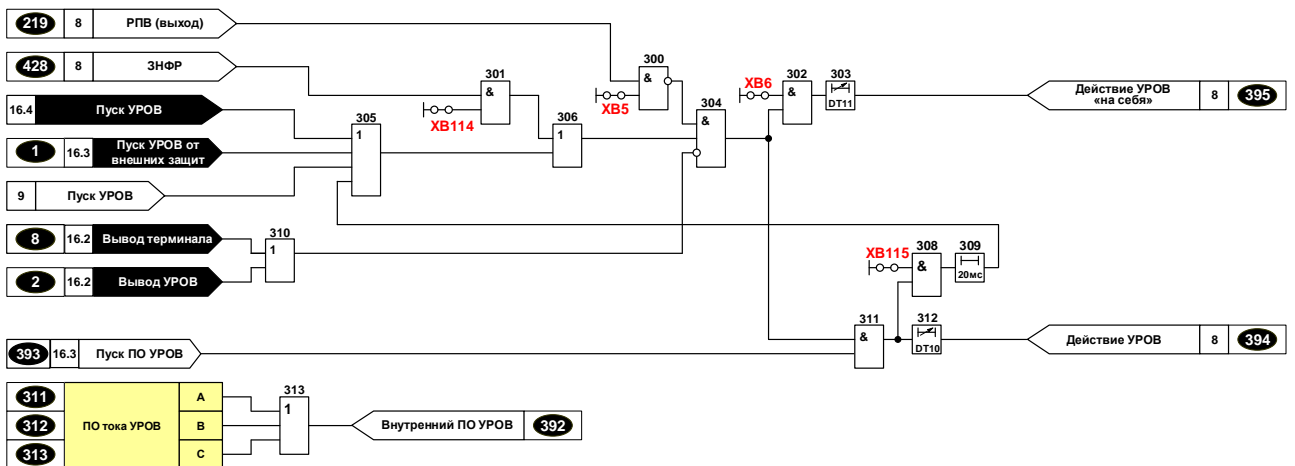 219 8 РПВ (выход)
428 8 ЗНФР
16.4 Пуск УРОВ
1 16.3 Пуск УРОВ от
внешних защит
9 Пуск УРОВ
8 16.2 Вывод терминала
2 16.2 Вывод УРОВ
393 16.3 Пуск ПО УРОВ
311 A
312 ПО тока УРОВ B
313 C
301
&
XB114
305
1
306
1
310
1
300
&
XB5
304
&
XB6
302
&
303
DT11
XB115
308
&
309
20мс
311
&
312
DT10
313
1
Действие УРОВ
«на себя»
8 395
Действие УРОВ 8 394
Внутренний ПО УРОВ 392